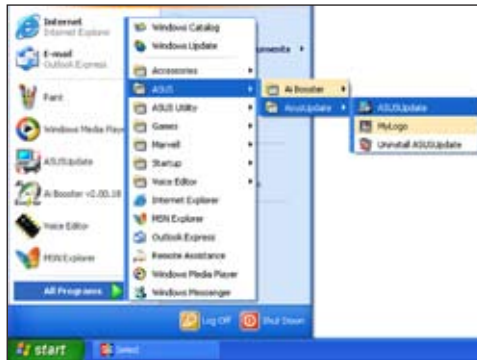 Internet
Internet Explorer
E-mail
Outlook Express
Paint
Windows Media Player
ASUSUpdate
Ai Booster v2.00.18
Voice Editor
MSN Explorer
All Programs
Windows Catalog
Windows Update
Accessories
ASUS
ASUS Utility
Games
Marvell
Startup
Voice Editor
Internet Explorer
MSN Explorer
Outlook Express
Remote Assistance
Windows Media Player
Windows Messenger
uments
Ai Booster
AsusUpdate
ASUSUpdate
MyLogo
Uninstall ASUSUpdate
Log Off
Shut Down
start